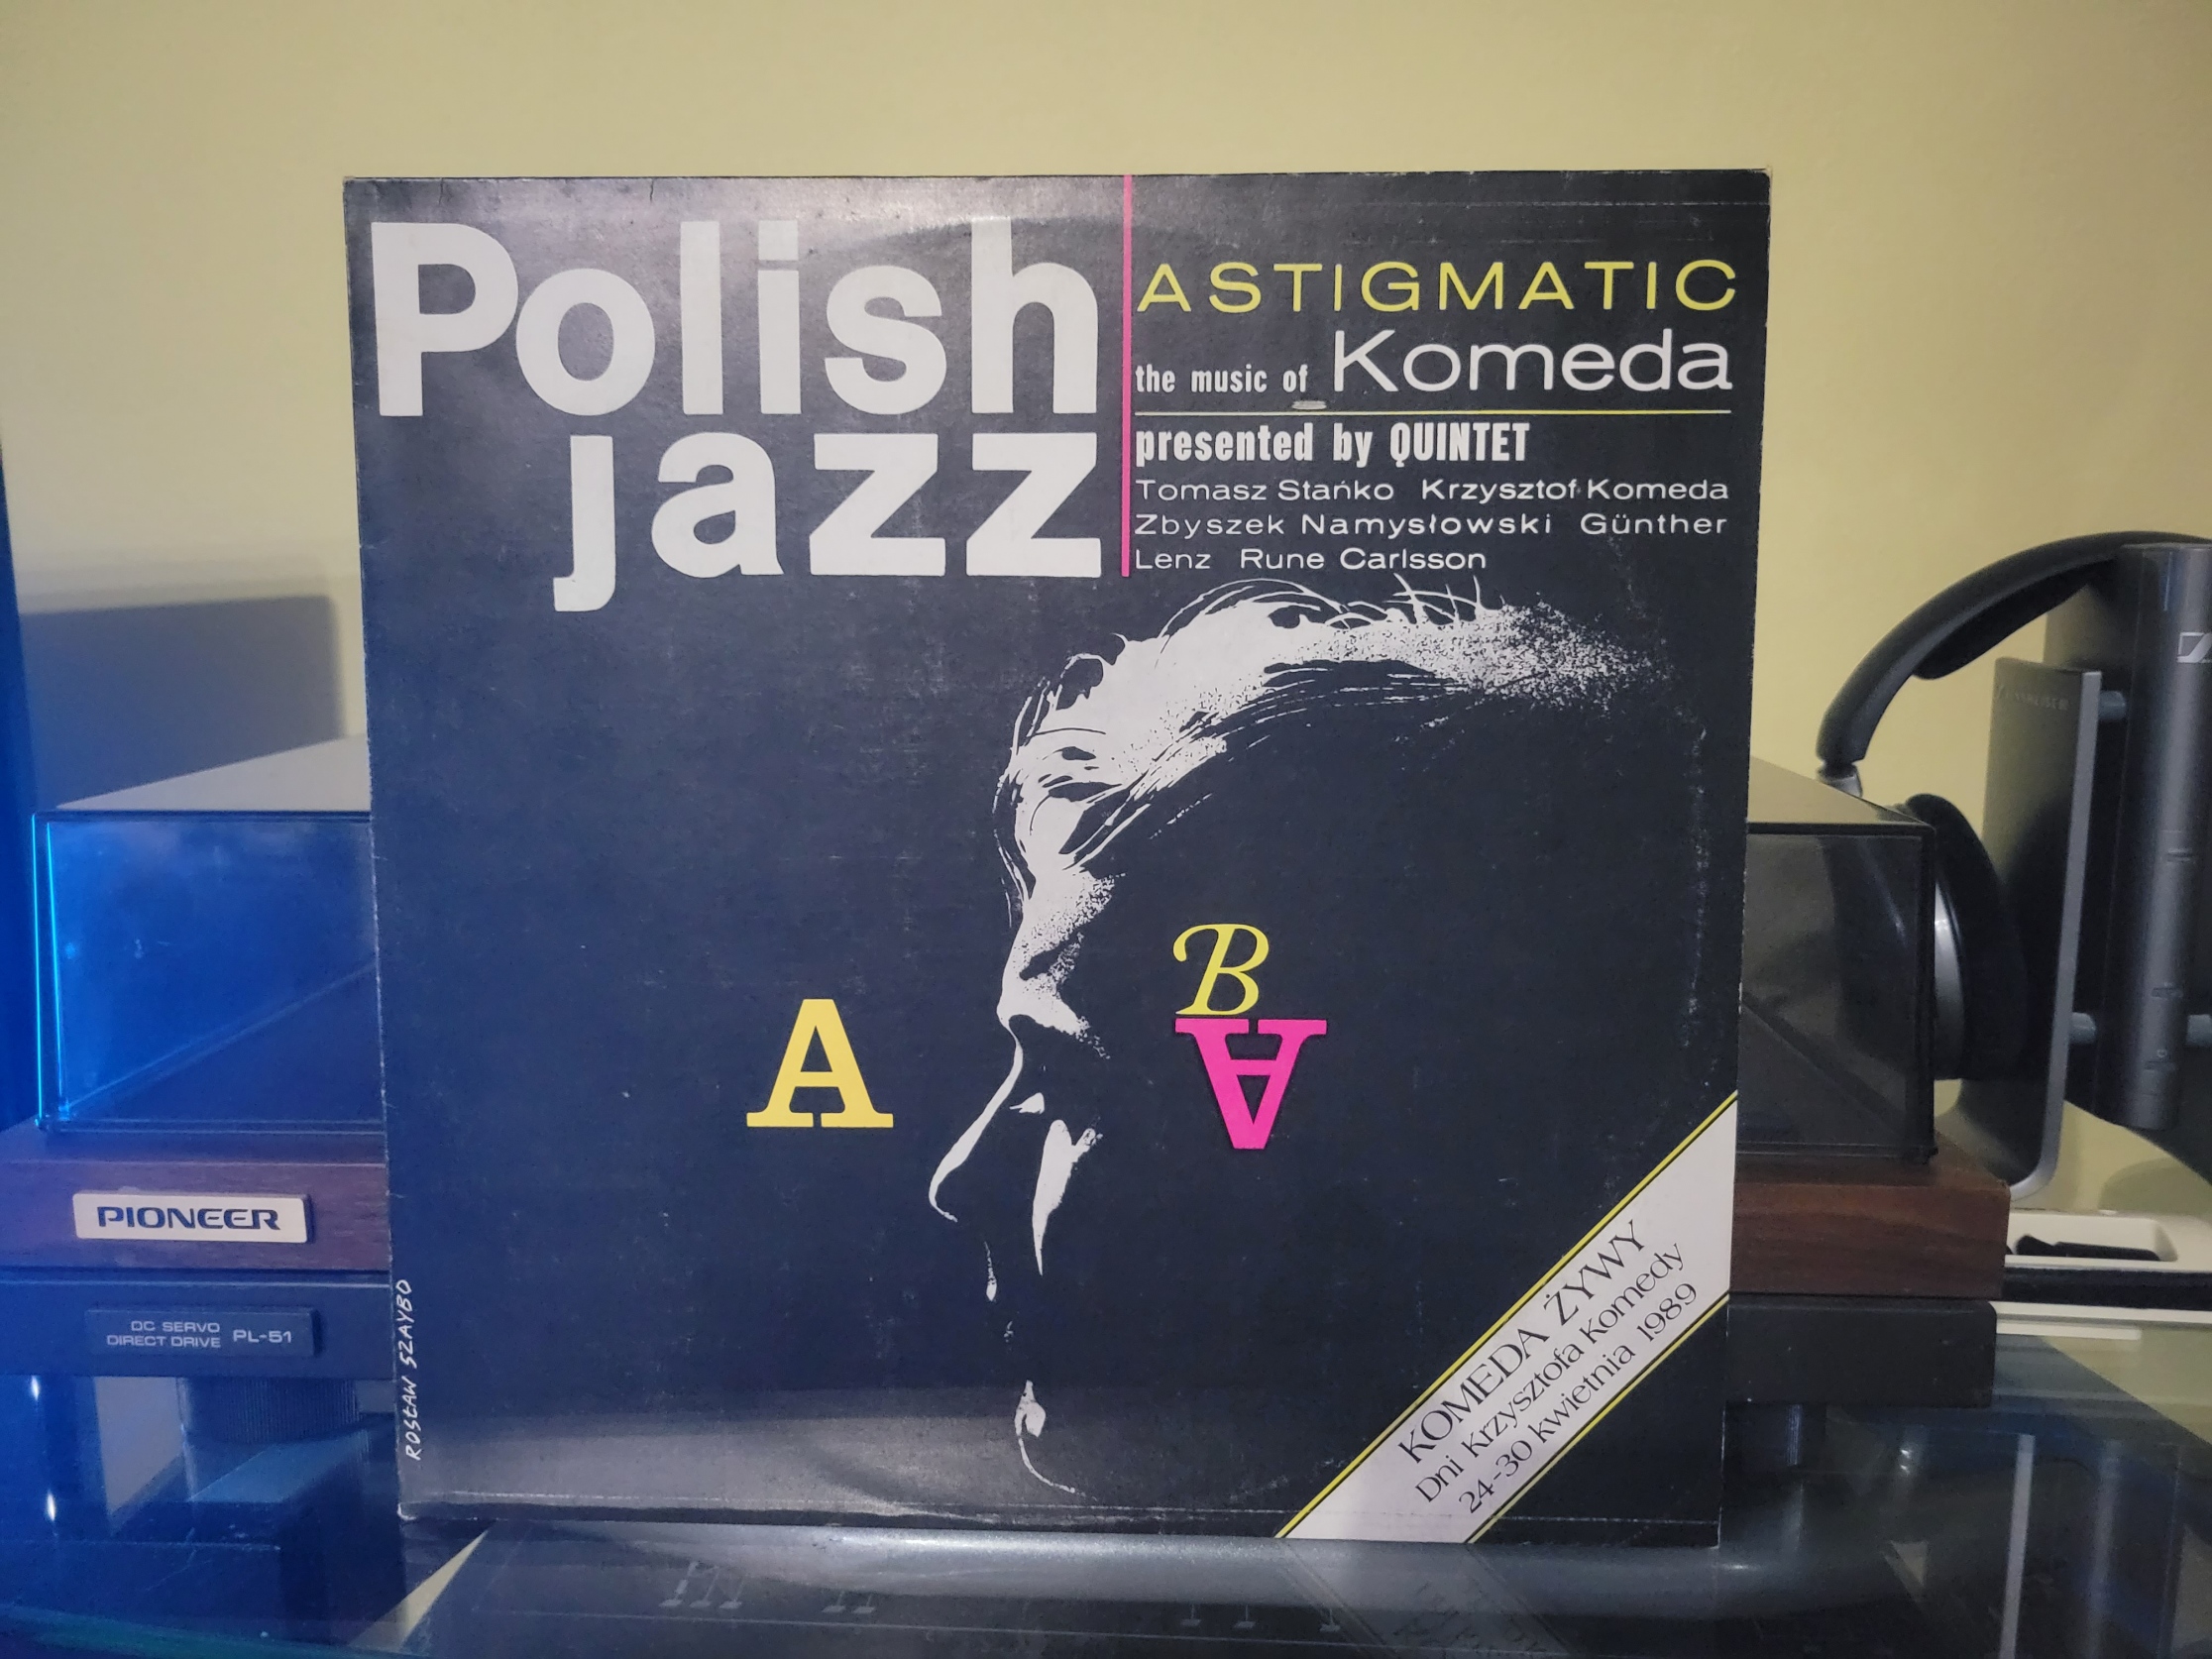 Polish
jazz
ASTIGMATIC
the music of Komeda
presented by QUINTET
Tomasz Stańko Krzysztof Komeda
Zbyszek Namysłowski Günther
Lenz Rune Carlsson
A
B
A
KOMEDA ŻYWY
Dni Krzysztofa Komedy
24-30 kwietnia 1989
ROSŁAW SZAYBO
PIONEER
DC SERVO
DIRECT DRIVE PL-51